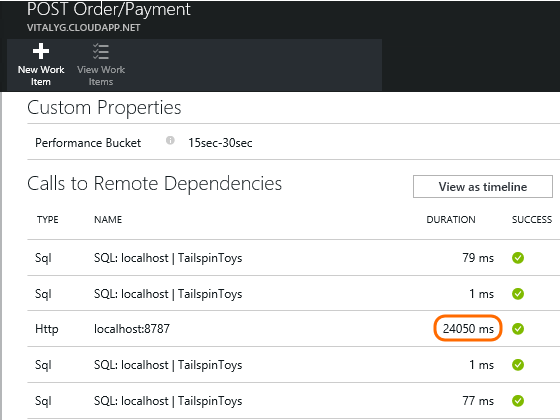 POST Order/Payment
VITALYG.CLOUDAPP.NET
New Work Item
View Work Items
Custom Properties
Performance Bucket 15sec-30sec
Calls to Remote Dependencies
View as timeline
TYPE NAME DURATION SUCCESS
Sql SQL: localhost | TailspinToys 79 ms
Sql SQL: localhost | TailspinToys 1 ms
Http localhost:8787 24050 ms
Sql SQL: localhost | TailspinToys 1 ms
Sql SQL: localhost | TailspinToys 77 ms